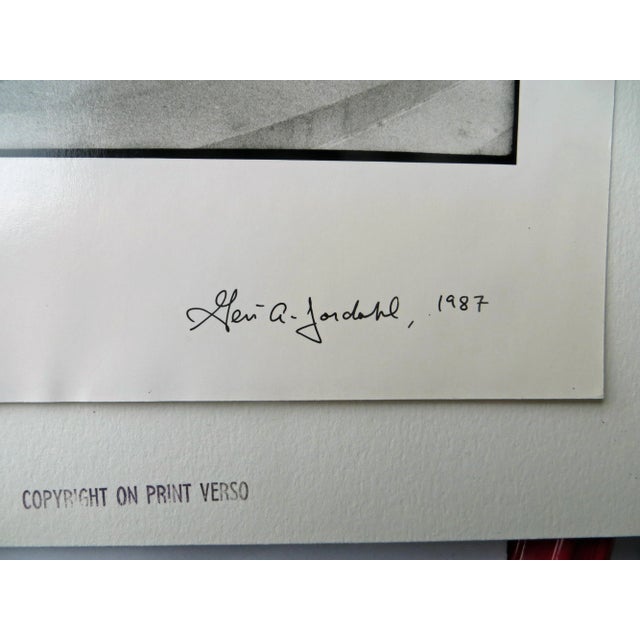 Geri A. Jordahl, 1987
COPYRIGHT ON PRINT VERSO